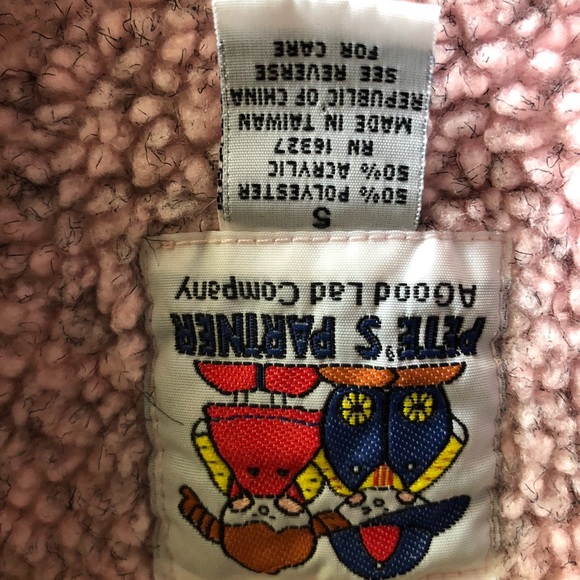 S
50% POLYESTER
50% ACRYLIC
RN 16327
MADE IN TAIWAN
REPUBLIC OF CHINA
SEE REVERSE
FOR CARE
PETE'S PARTNER
AGood Lad Company